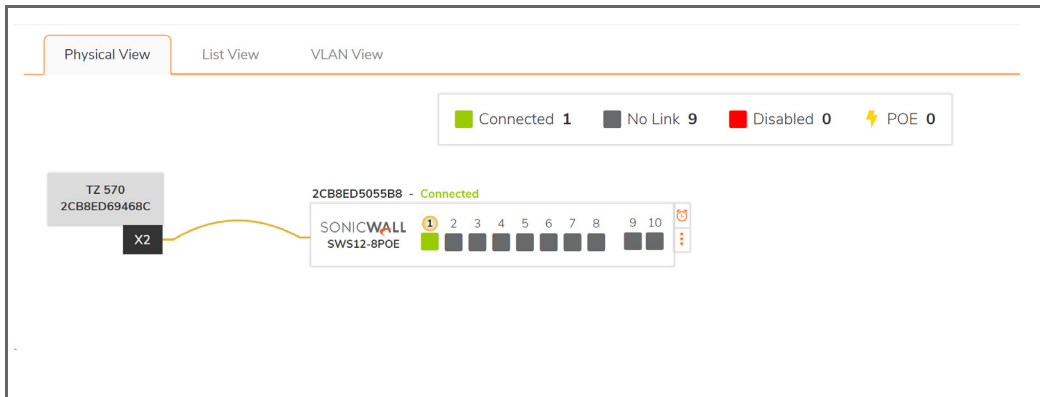 Physical View List View VLAN View
Connected 1 No Link 9 Disabled 0 POE 0
TZ 570
2CB8ED69468C
X2
2CB8ED5055B8 - Connected
SONICWALL
SWS12-8POE
1 2 3 4 5 6 7 8 9 10